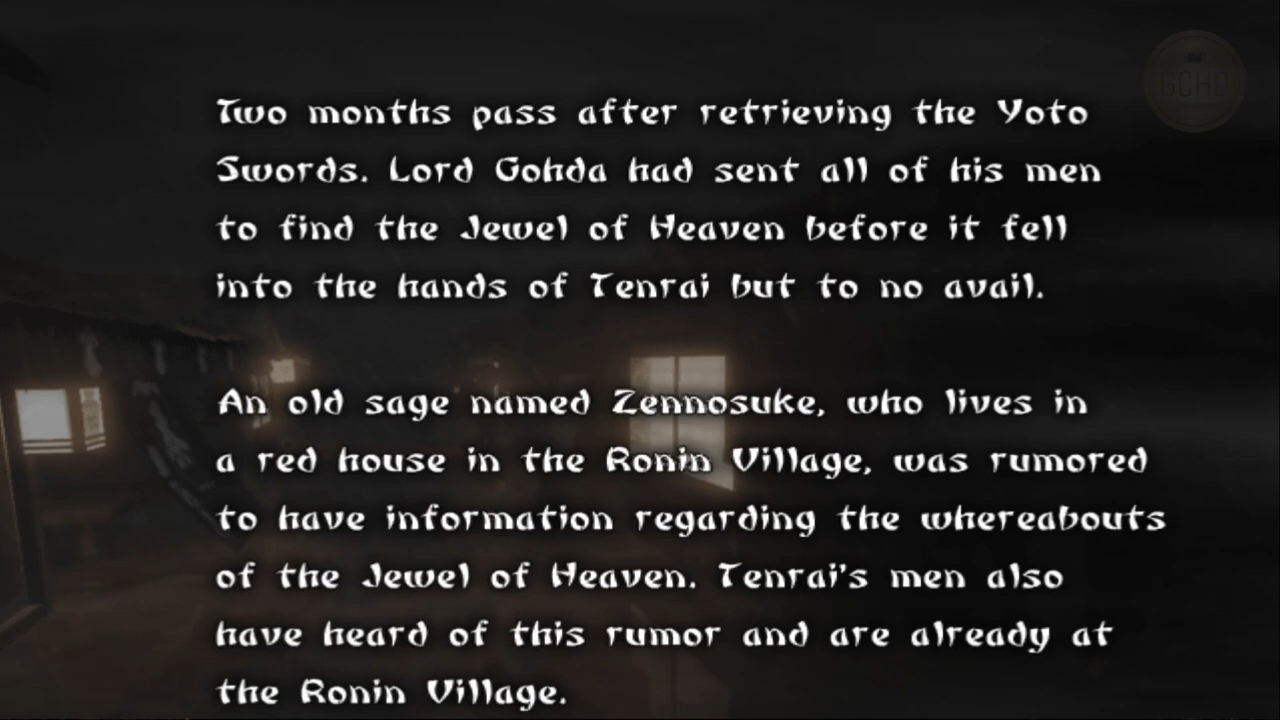 GCHD
Two months pass after retrieving the Yoto
Swords. Lord Gohda had sent all of his men
to find the Jewel of Heaven before it fell
into the hands of Tenrai but to no avail.
An old sage named Zennosuke, who lives in
a red house in the Ronin Village, was rumored
to have information regarding the whereabouts
of the Jewel of Heaven. Tenrai's men also
have heard of this rumor and are already at
the Ronin Village.